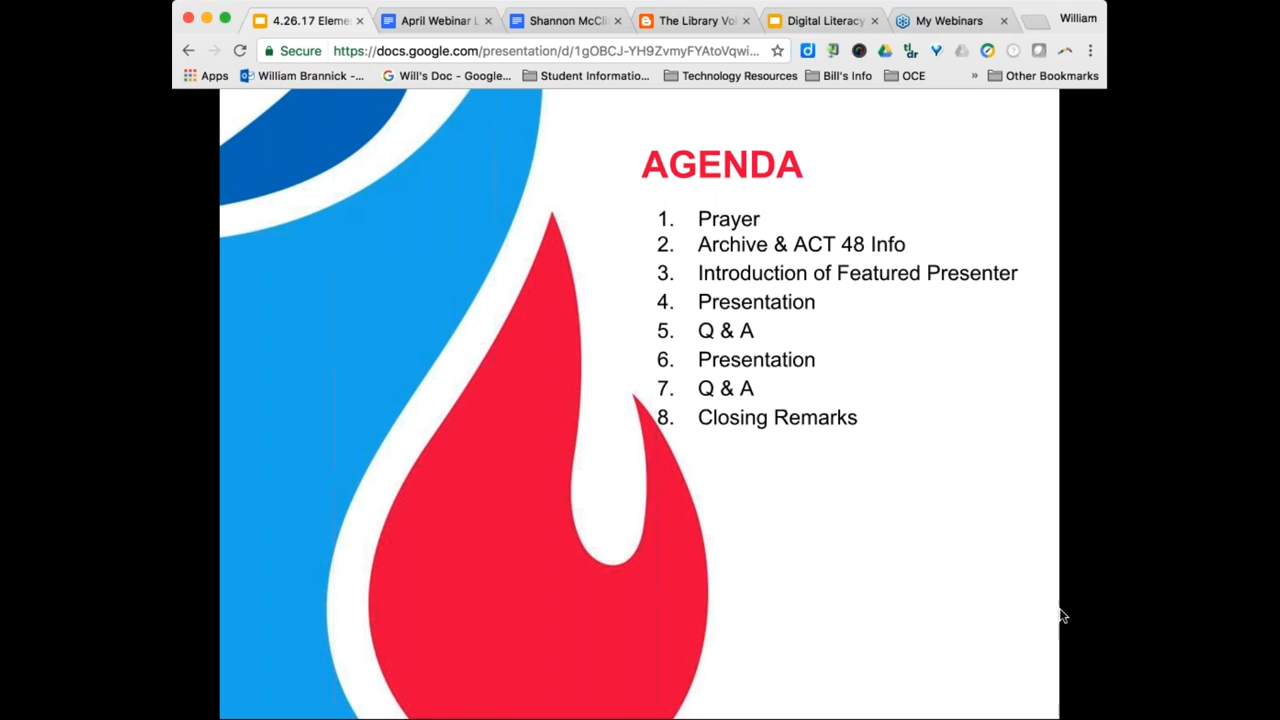 4.26.17 Eleme
April Webinar L
Shannon McCli
The Library Voi
Digital Literacy
My Webinars
William
Secure
https://docs.google.com/presentation/d/1gOBCJ-YH9ZvmyFYAtoVqwi...
Apps
William Brannick -...
Will's Doc - Google...
Student Informatio...
Technology Resources
Bill's Info
OCE
»
Other Bookmarks
AGENDA
1. Prayer
2. Archive & ACT 48 Info
3. Introduction of Featured Presenter
4. Presentation
5. Q & A
6. Presentation
7. Q & A
8. Closing Remarks